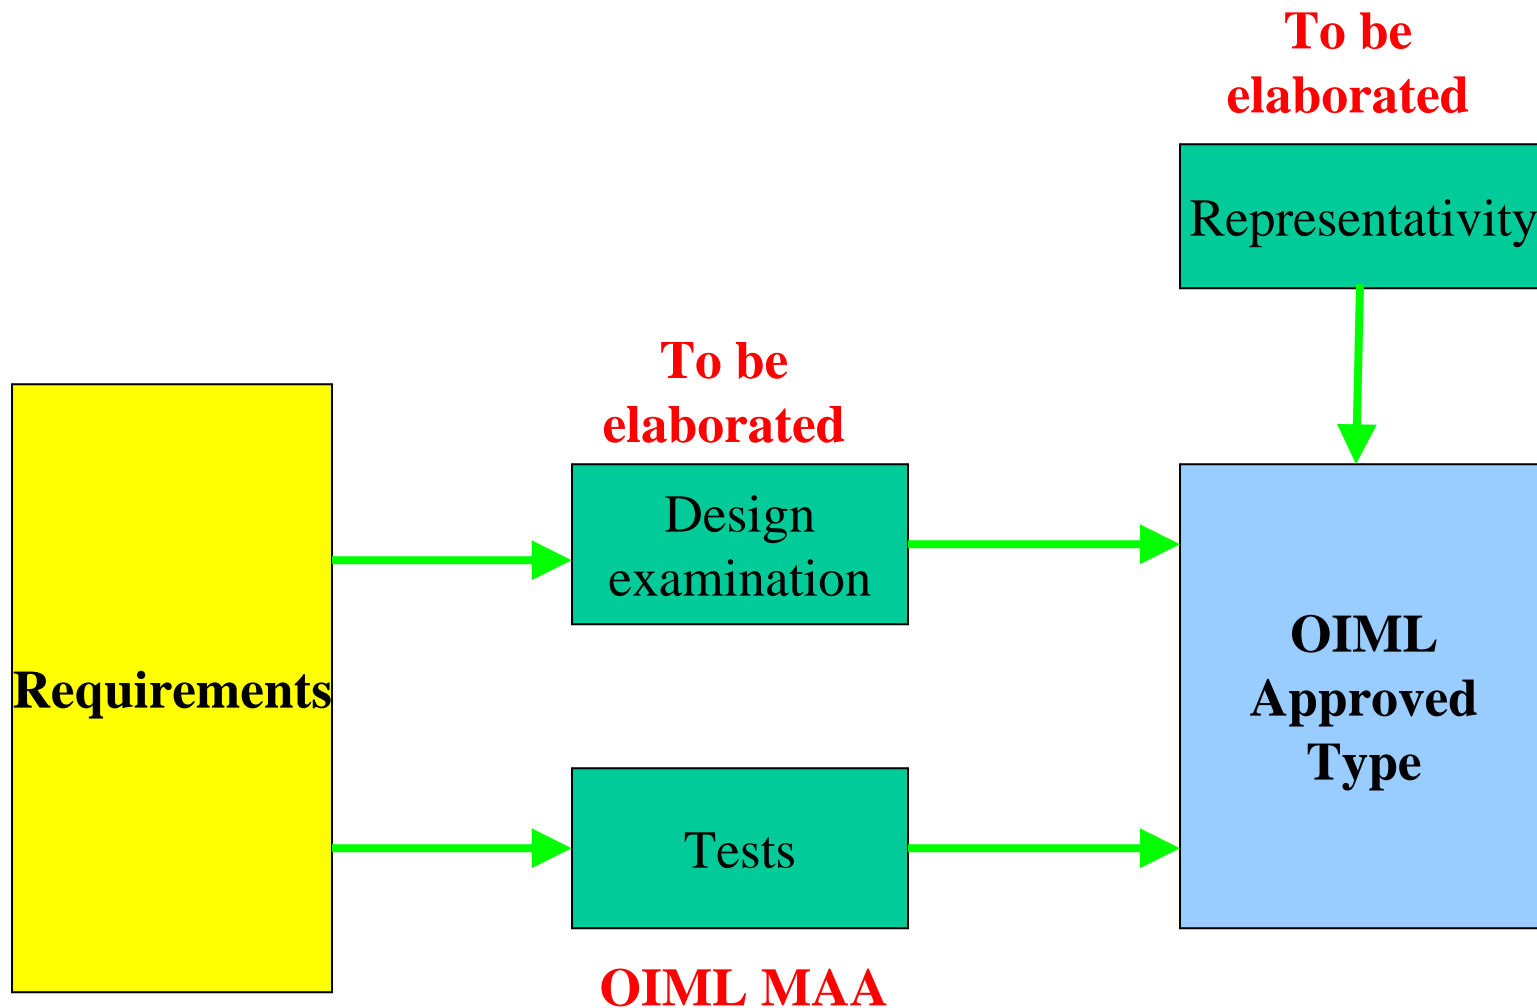 To be
elaborated
Representativity
To be
elaborated
Design
examination
Requirements
OIML
Approved
Type
Tests
OIML MAA